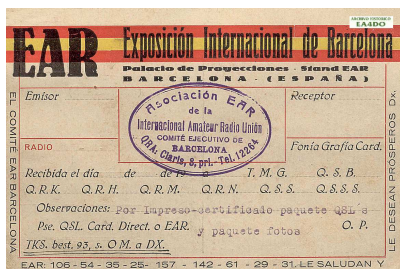 ARCHIVO HISTORICO
EA4DO
EAR Exposición Internacional de Barcelona
Palacio de Proyecciones - Stand EAR
BARCELONA - (ESPAÑA)
EL COMITÉ EAR BARCELONA
Emisor
Receptor
Asociación EAR
de la
Internacional Amateur Radio Unión
COMITÉ EJECUTIVO DE
BARCELONA
QRA. Claris, 8, prl.-Tel. 12264
RADIO
Fonía Grafía Card.
Recibida el día de de 19 a T. M. G. Q. S. B.
Q.R.K. Q.R.H. Q.R.M. Q.R.N. Q.S.S. Q.S.S.S.
Observaciones: Por Impreso-certificado paquete QSL s
Pse. QSL. Card. Direct. o EAR. y paquete fotos O. P.
TKS. best, 93, s. O M. a DX.
EAR: 106 - 54 - 35 - 25 - 157 - 142 - 61 - 29 - 31. LE SALUDAN Y
LE DESEAN PRÓSPEROS Dx.